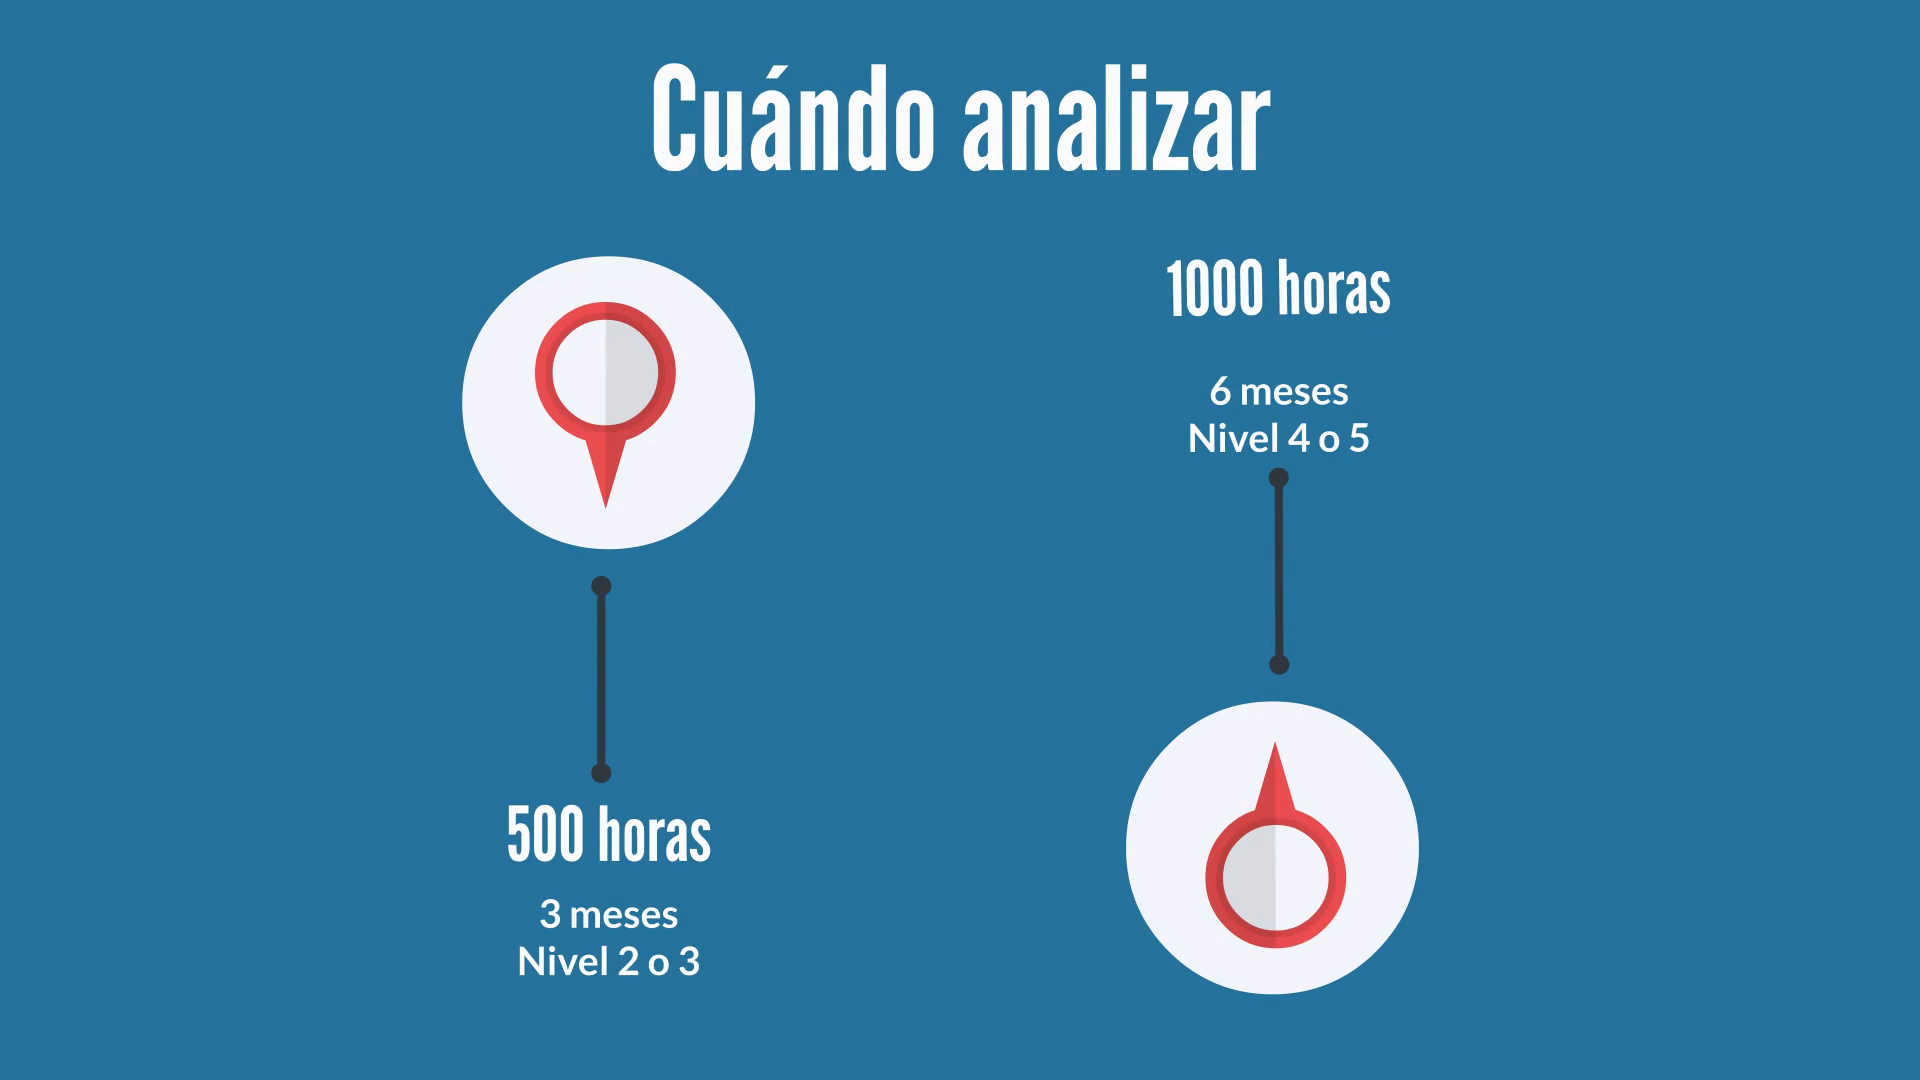 Cuándo analizar
500 horas
3 meses
Nivel 2 o 3
1000 horas
6 meses
Nivel 4 o 5